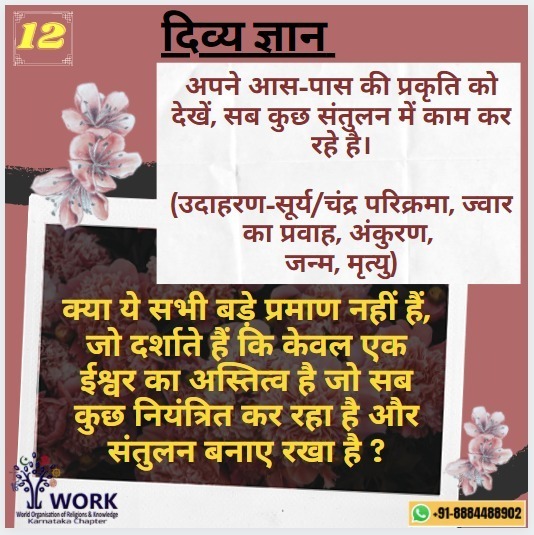 12
दिव्य ज्ञान
अपने आस-पास की प्रकृति को
देखें, सब कुछ संतुलन में काम कर
रहे है।
(उदाहरण-सूर्य/चंद्र परिक्रमा, ज्वार
का प्रवाह, अंकुरण,
जन्म, मृत्यु)
क्या ये सभी बड़े प्रमाण नहीं हैं,
जो दर्शाते हैं कि केवल एक
ईश्वर का अस्तित्व है जो सब
कुछ नियंत्रित कर रहा है और
संतुलन बनाए रखा है ?
WORK
World Organisation of Religions & Knowledge
Karnataka Chapter
+91-8884488902